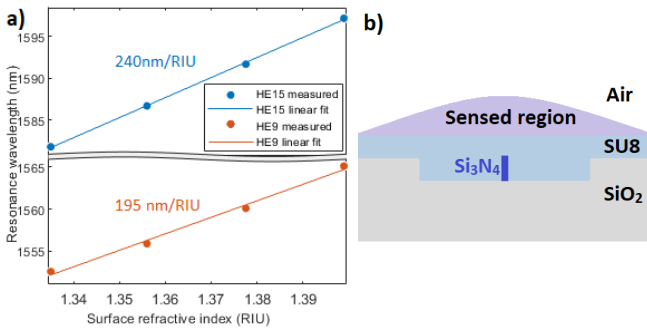 a)
Resonance wavelength (nm)
1595
1590
1585
1565
1560
1555
240nm/RIU
HE15 measured
HE15 linear fit
HE9 measured
HE9 linear fit
195 nm/RIU
1.34
1.35
1.36
1.37
1.38
1.39
Surface refractive index (RIU)
b)
Air
Sensed region
SU8
Si₃N₄
SiO₂